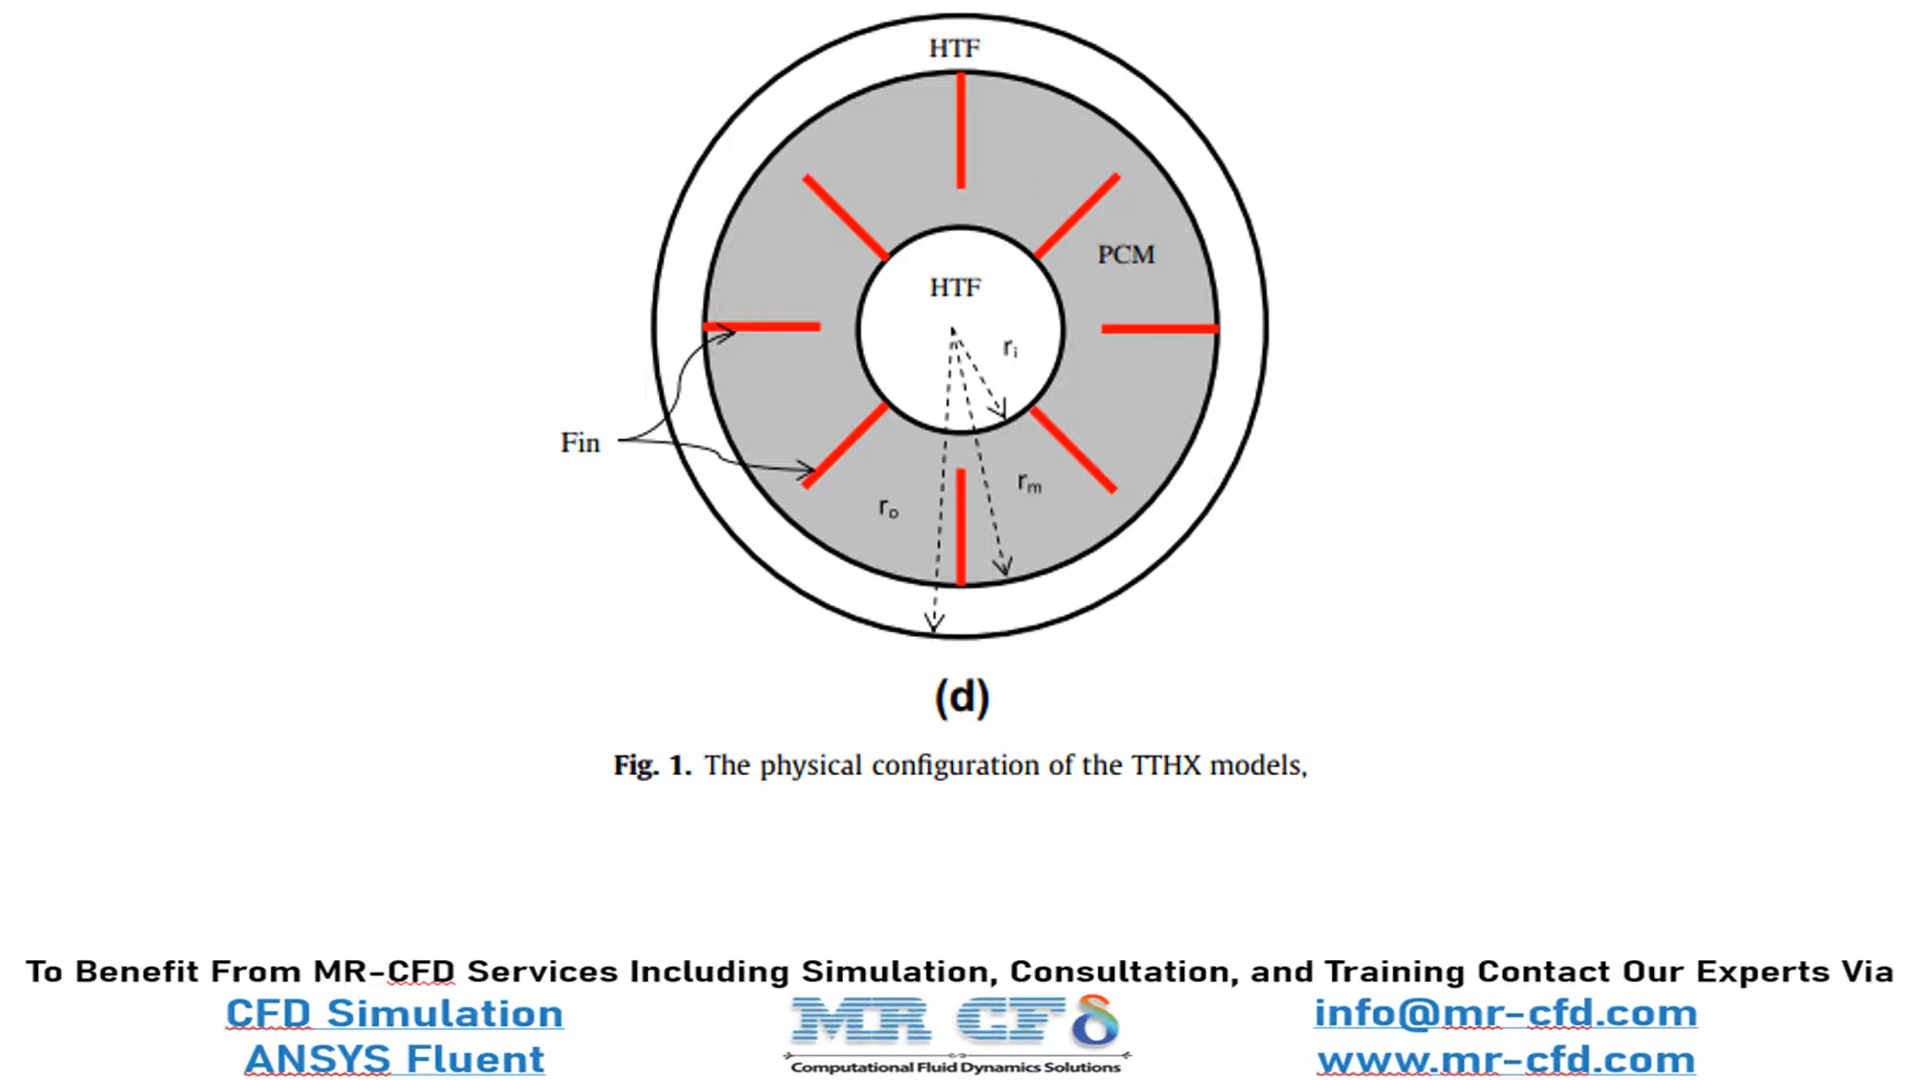 HTF
PCM
HTF
rᵢ
Fin
rₘ
rₒ
(d)
Fig. 1. The physical configuration of the TTHX models,
To Benefit From MR-CFD Services Including Simulation, Consultation, and Training Contact Our Experts Via
CFD Simulation
ANSYS Fluent
MR CFδ
Computational Fluid Dynamics Solutions
info@mr-cfd.com
www.mr-cfd.com